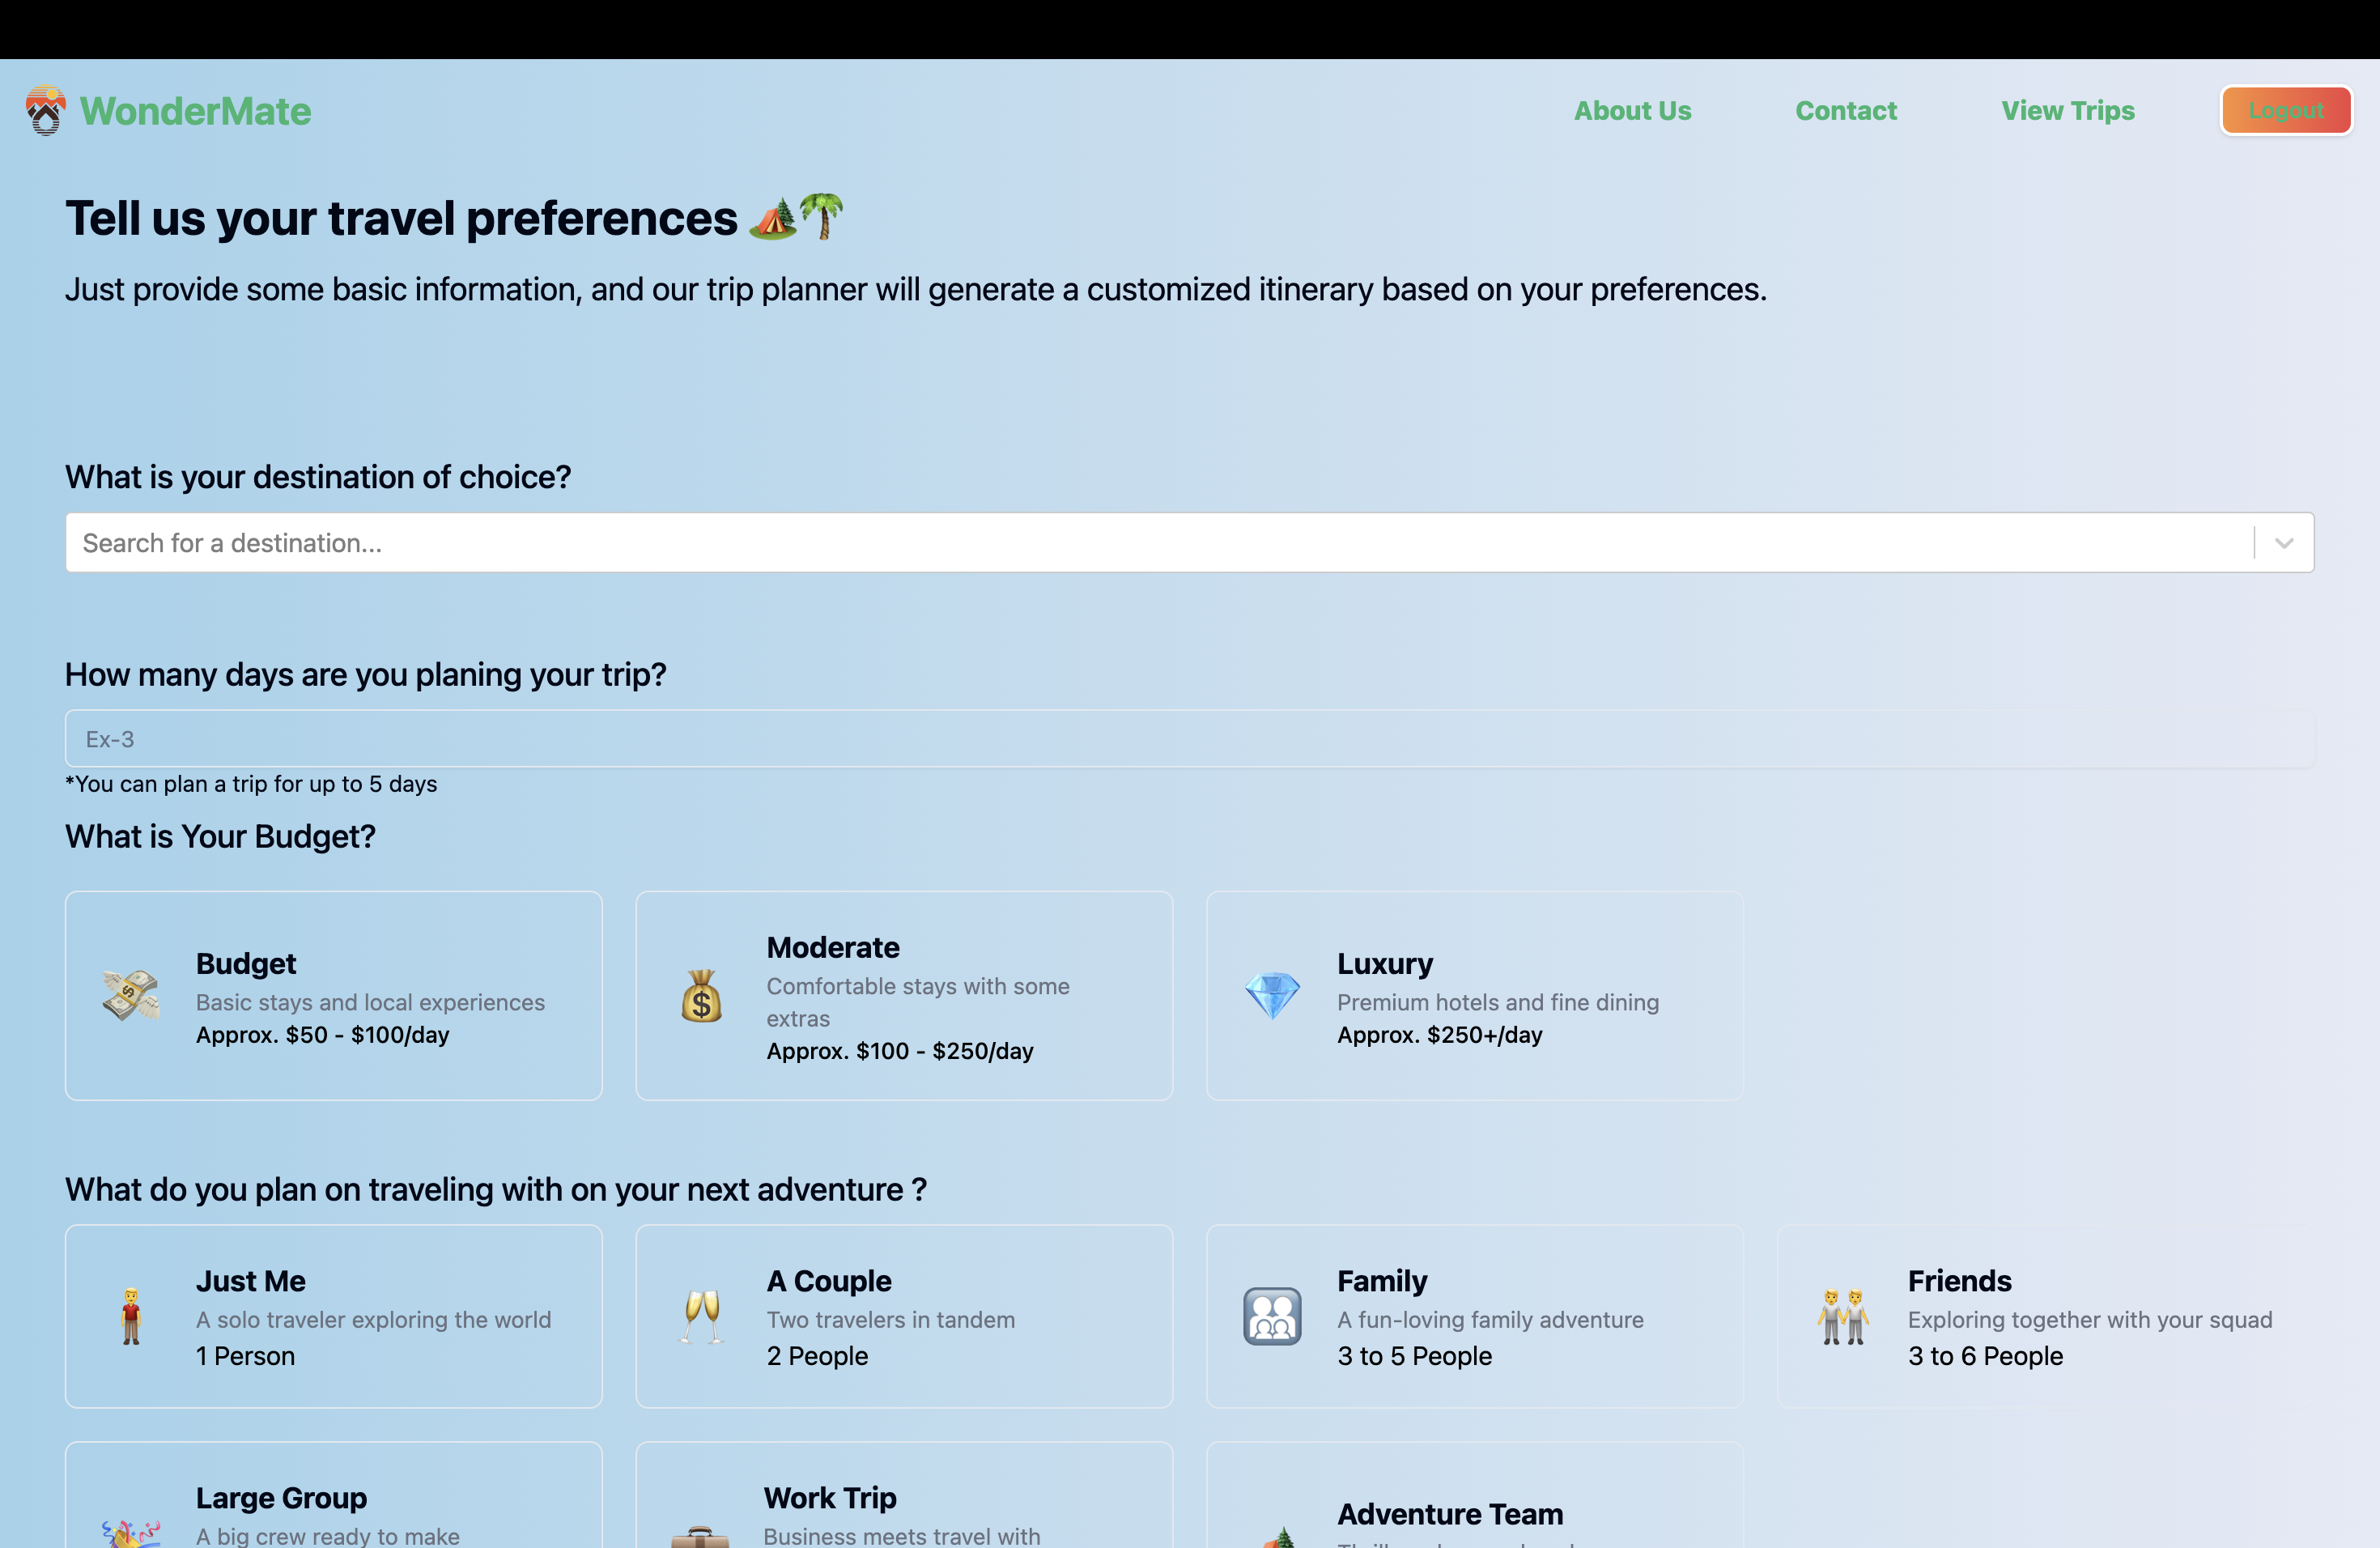 WonderMate
About Us
Contact
View Trips
Logout
Tell us your travel preferences 🏕️🌴
Just provide some basic information, and our trip planner will generate a customized itinerary based on your preferences.
What is your destination of choice?
Search for a destination...
How many days are you planing your trip?
Ex-3
*You can plan a trip for up to 5 days
What is Your Budget?
Budget
Basic stays and local experiences
Approx. $50 - $100/day
Moderate
Comfortable stays with some
extras
Approx. $100 - $250/day
Luxury
Premium hotels and fine dining
Approx. $250+/day
What do you plan on traveling with on your next adventure ?
Just Me
A solo traveler exploring the world
1 Person
A Couple
Two travelers in tandem
2 People
Family
A fun-loving family adventure
3 to 5 People
Friends
Exploring together with your squad
3 to 6 People
Large Group
A big crew ready to make
Work Trip
Business meets travel with
Adventure Team